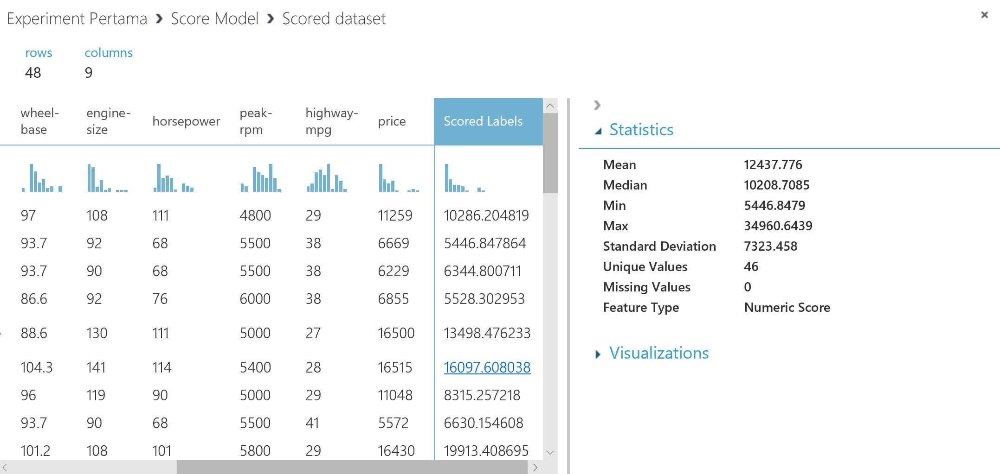 Experiment Pertama › Score Model › Scored dataset
rows columns
48 9
wheel-base engine-size horsepower peak-rpm highway-mpg price Scored Labels
97 108 111 4800 29 11259 10286.204819
93.7 92 68 5500 38 6669 5446.847864
93.7 90 68 5500 38 6229 6344.800711
86.6 92 76 6000 38 6855 5528.302953
88.6 130 111 5000 27 16500 13498.476233
104.3 141 114 5400 28 16515 16097.608038
96 119 90 5000 29 11048 8315.257218
93.7 90 68 5500 41 5572 6630.154608
101.2 108 101 5800 29 16430 19913.408695
Statistics
Mean 12437.776
Median 10208.7085
Min 5446.8479
Max 34960.6439
Standard Deviation 7323.458
Unique Values 46
Missing Values 0
Feature Type Numeric Score
Visualizations